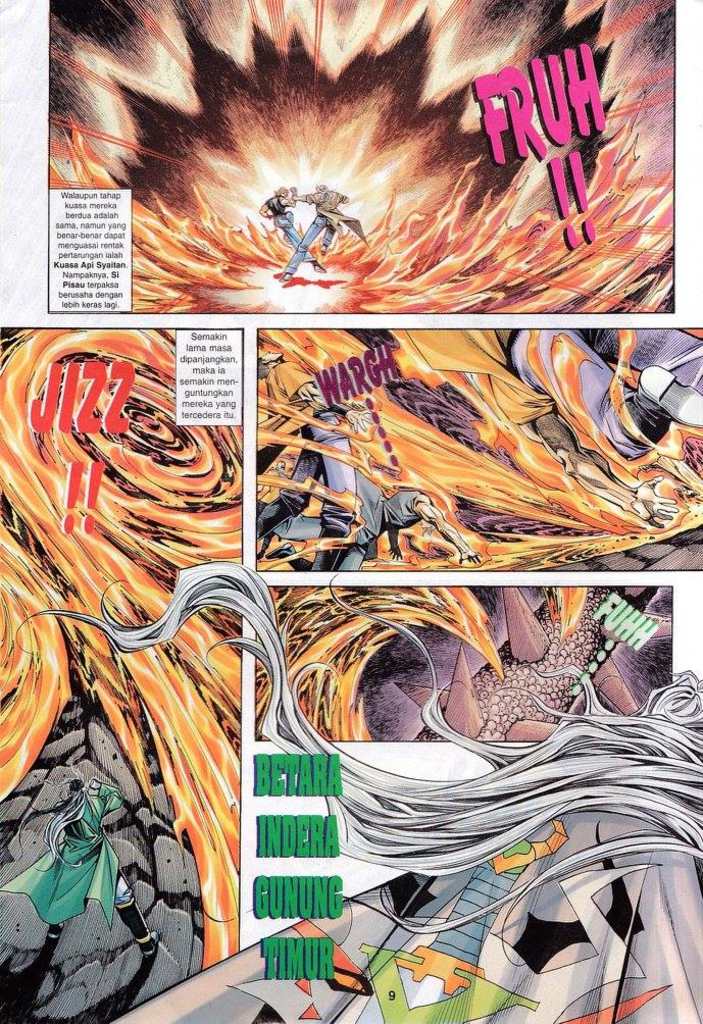 FRUH
!!
Walaupun tahap
kuasa mereka
berdua adalah
sama, namun yang
benar-benar dapat
menguasai rentak
pertarungan ialah
Kuasa Api Syaitan.
Nampaknya, Si
Pisau terpaksa
berusaha dengan
lebih keras lagi.
Semakin
lama masa
dipanjangkan,
maka ia
semakin men-
guntungkan
mereka yang
tercedera itu.
JIZZ
!!
WARGH
.....
FUHH
.....
BETARA
INDERA
GUNUNG
TIMUR
9